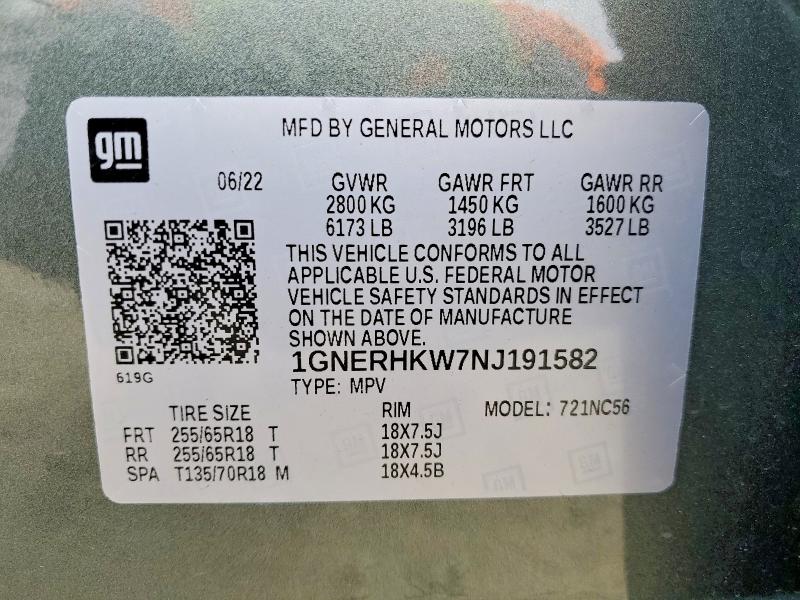 gm
MFD BY GENERAL MOTORS LLC
06/22 GVWR GAWR FRT GAWR RR
2800 KG 1450 KG 1600 KG
6173 LB 3196 LB 3527 LB
THIS VEHICLE CONFORMS TO ALL
APPLICABLE U.S. FEDERAL MOTOR
VEHICLE SAFETY STANDARDS IN EFFECT
ON THE DATE OF MANUFACTURE
SHOWN ABOVE.
1GNERHKW7NJ191582
619G
TYPE: MPV
TIRE SIZE RIM MODEL: 721NC56
FRT 255/65R18 T 18X7.5J
RR 255/65R18 T 18X7.5J
SPA T135/70R18 M 18X4.5B